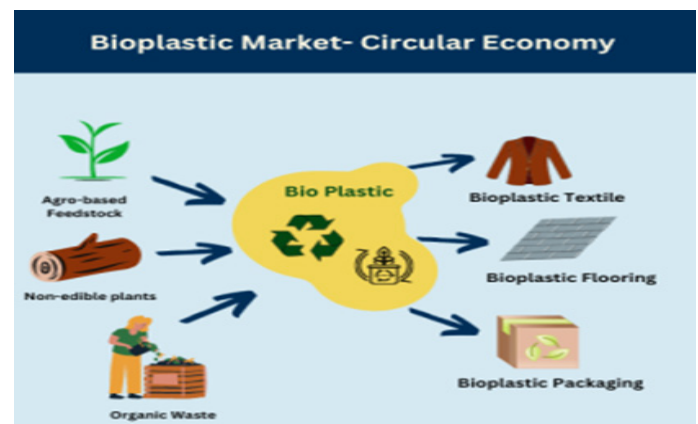 Bioplastic Market- Circular Economy
Agro-based
Feedstock
Non-edible plants
Organic Waste
Bio Plastic
Bioplastic Textile
Bioplastic Flooring
Bioplastic Packaging